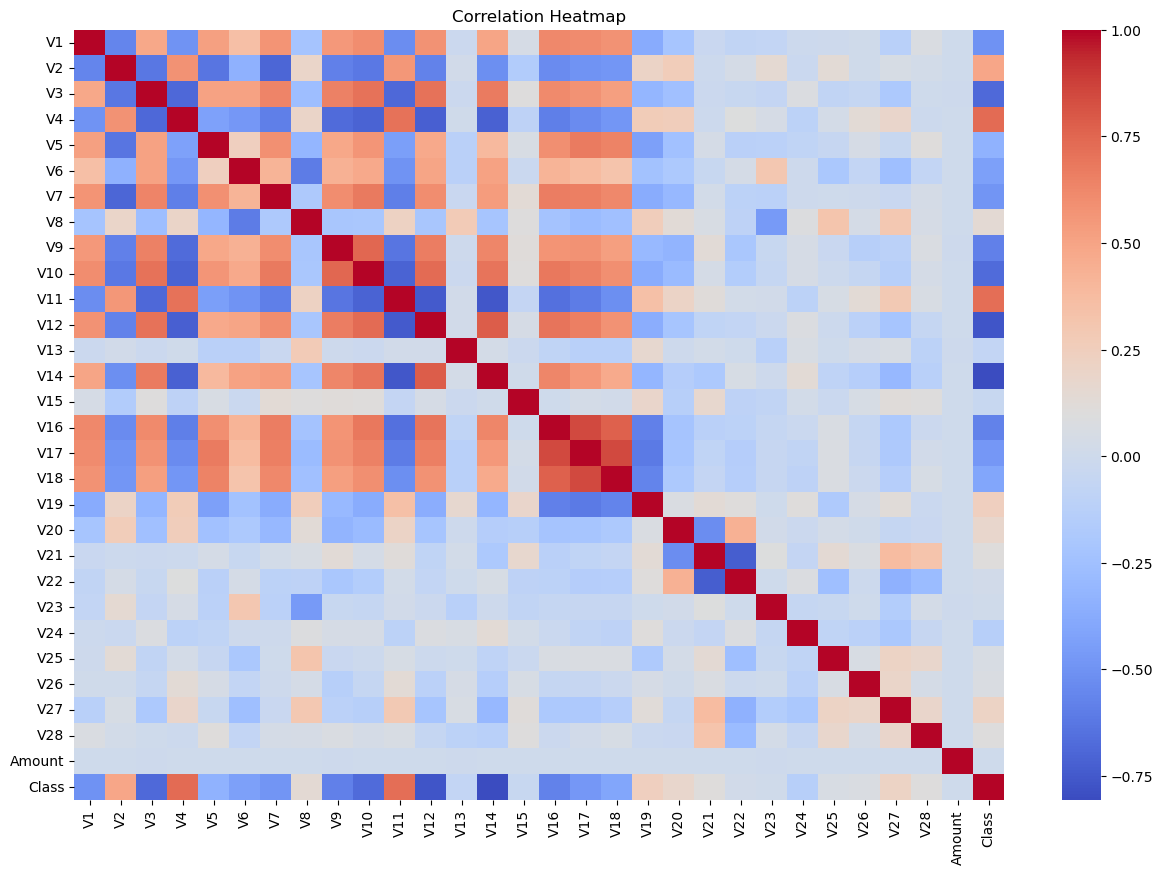 Correlation Heatmap
V1
V2
V3
V4
V5
V6
V7
V8
V9
V10
V11
V12
V13
V14
V15
V16
V17
V18
V19
V20
V21
V22
V23
V24
V25
V26
V27
V28
Amount
Class
V1 V2 V3 V4 V5 V6 V7 V8 V9 V10 V11 V12 V13 V14 V15 V16 V17 V18 V19 V20 V21 V22 V23 V24 V25 V26 V27 V28 Amount Class
1.00
0.75
0.50
0.25
0.00
−0.25
−0.50
−0.75